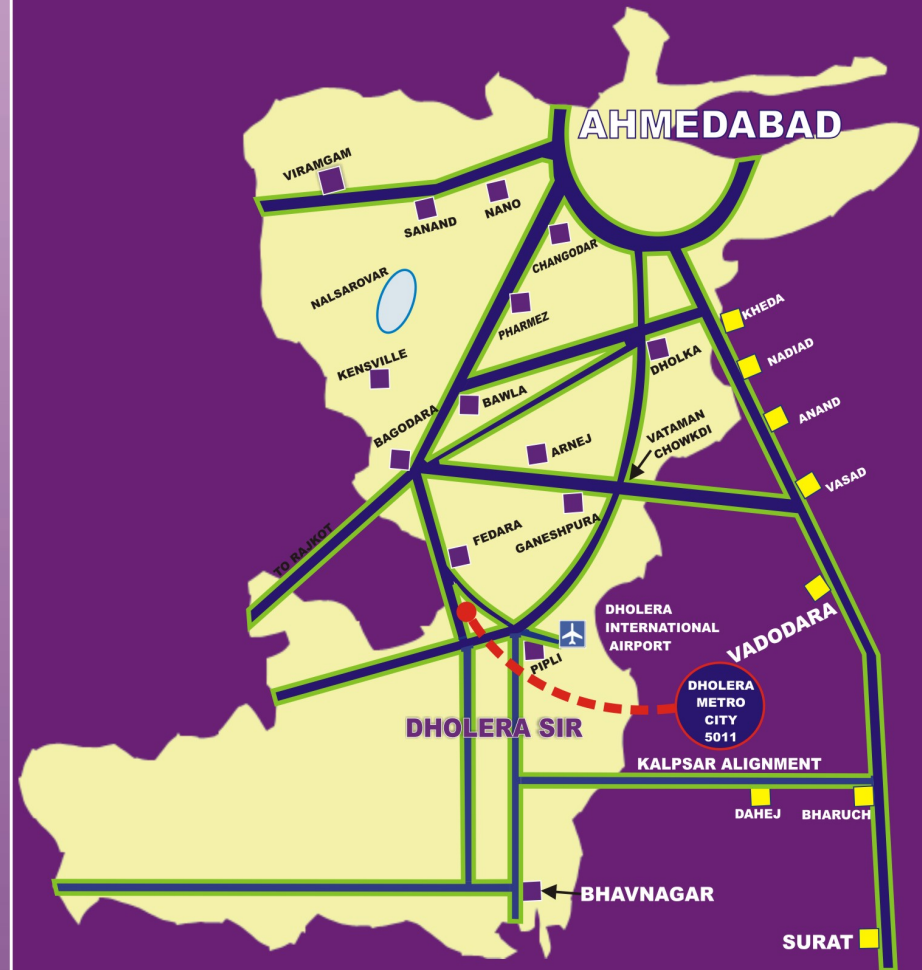 AHMEDABAD
VIRAMGAM
SANAND
NANO
CHANGODAR
NALSAROVAR
PHARMEZ
KHEDA
KENSVILLE
DHOLKA
NADIAD
BAWLA
BAGODARA
ANAND
VATAMAN
CHOWKDI
ARNEJ
VASAD
GANESHPURA
FEDARA
TO RAJKOT
DHOLERA
INTERNATIONAL
AIRPORT
VADODARA
PIPLI
DHOLERA
METRO
CITY
5011
DHOLERA SIR
KALPSAR ALIGNMENT
DAHEJ
BHARUCH
BHAVNAGAR
SURAT